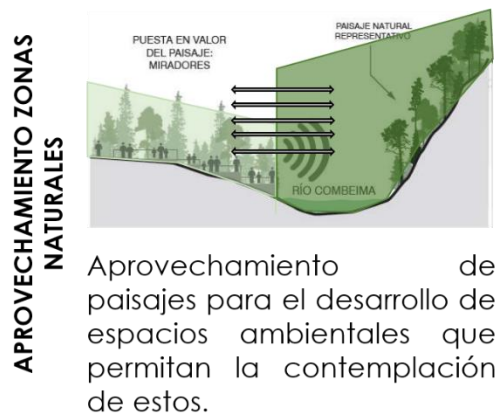 APROVECHAMIENTO ZONAS
NATURALES
PUESTA EN VALOR
DEL PAISAJE:
MIRADORES
PAISAJE NATURAL
REPRESENTATIVO
RÍO COMBEIMA
Aprovechamiento de
paisajes para el desarrollo de
espacios ambientales que
permitan la contemplación
de estos.